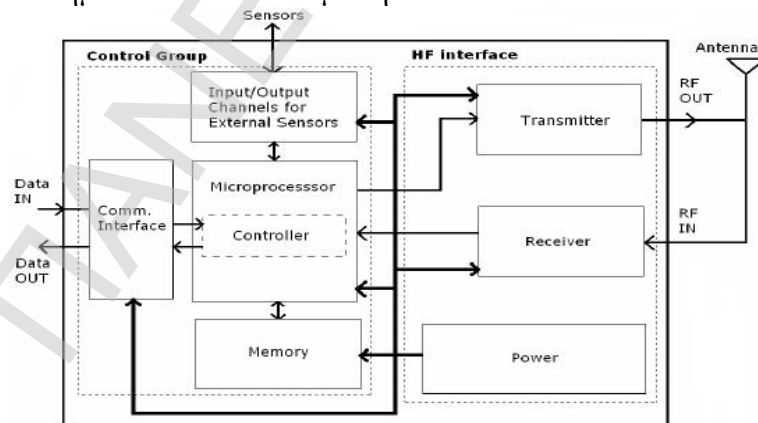 Sensors
Control Group
HF interface
Antenna
Input/Output
Channels for
External Sensors
Transmitter
RF
OUT
Microprocesssor
Data
IN
Comm.
Interface
Controller
Receiver
RF
IN
Data
OUT
Memory
Power
ΠΑΝΕ